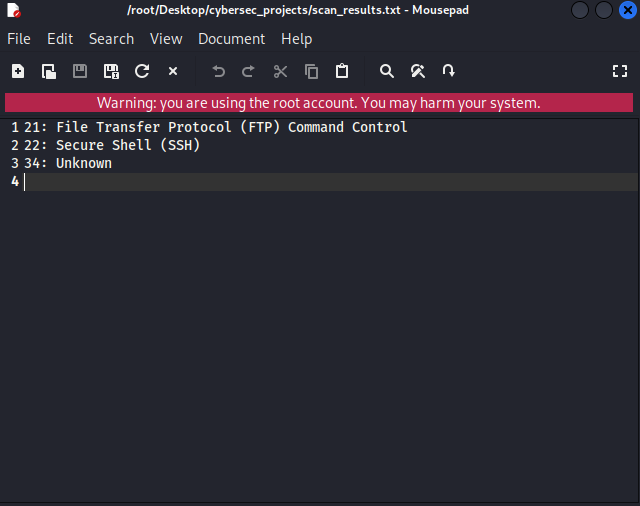 /root/Desktop/cybersec_projects/scan_results.txt - Mousepad
File Edit Search View Document Help
Warning: you are using the root account. You may harm your system.
1 21: File Transfer Protocol (FTP) Command Control
2 22: Secure Shell (SSH)
3 34: Unknown
4